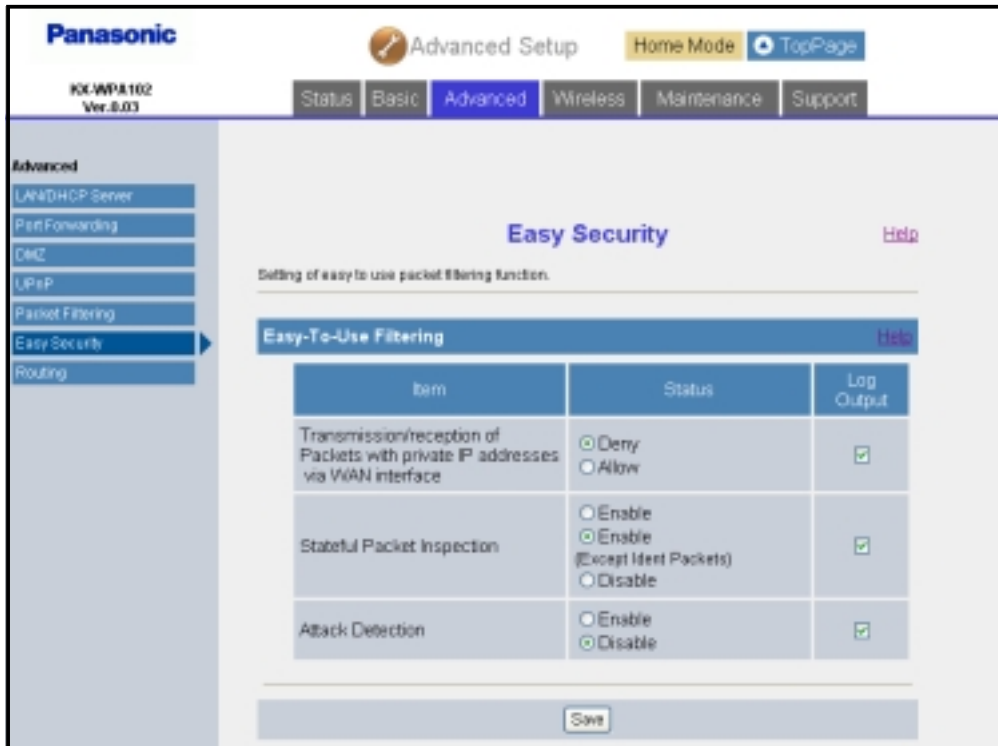 Panasonic
Advanced Setup
Home Mode
TopPage
KX-WPA102
Ver.0.03
Status
Basic
Advanced
Wireless
Maintenance
Support
Advanced
LAN/DHCP Server
Port Forwarding
DMZ
UPnP
Packet Filtering
Easy Security
Routing
Easy Security
Help
Setting of easy to use packet filtering function.
Easy-To-Use Filtering
Help
Item
Status
Log
Output
Transmission/reception of
Packets with private IP addresses
via WAN interface
Deny
Allow
Stateful Packet Inspection
Enable
Enable
(Except Ident Packets)
Disable
Attack Detection
Enable
Disable
Save